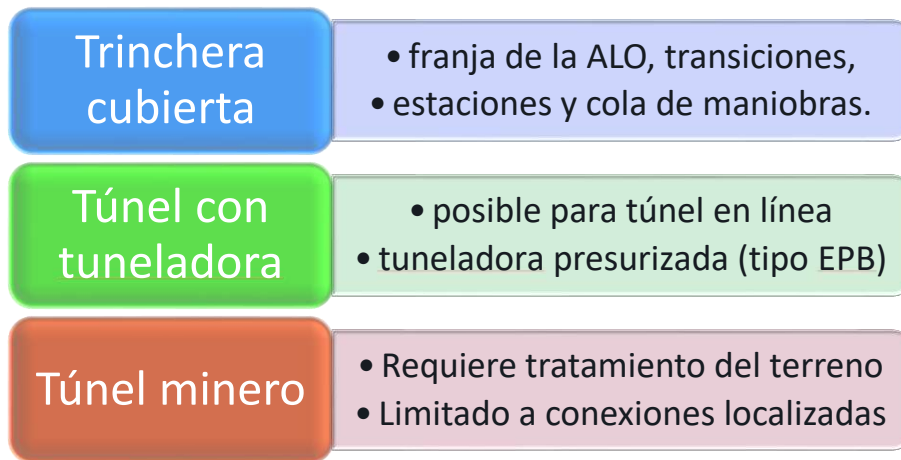 Trinchera
cubierta
• franja de la ALO, transiciones,
• estaciones y cola de maniobras.
Túnel con
tuneladora
• posible para túnel en línea
• tuneladora presurizada (tipo EPB)
Túnel minero
• Requiere tratamiento del terreno
• Limitado a conexiones localizadas